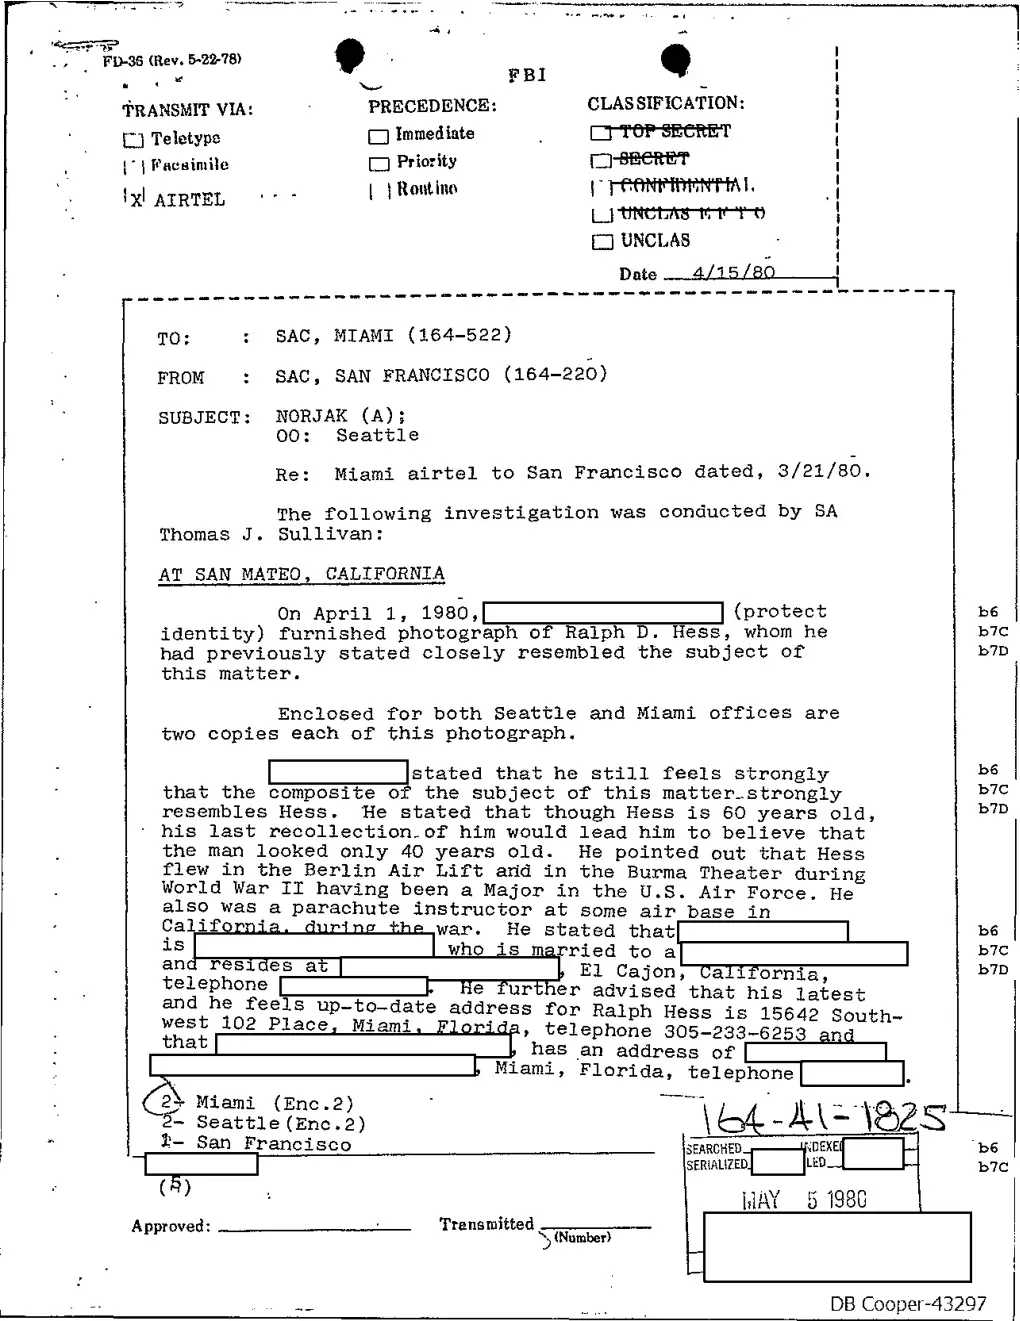 FD-36 (Rev. 5-22-78)
FBI
TRANSMIT VIA:
Teletype
Facsimile
X AIRTEL
PRECEDENCE:
Immediate
Priority
Routine
CLASSIFICATION:
TOP SECRET
SECRET
CONFIDENTIAL
UNCLAS E F T O
UNCLAS
Date 4/15/80
TO: : SAC, MIAMI (164-522)
FROM : SAC, SAN FRANCISCO (164-220)
SUBJECT: NORJAK (A);
OO: Seattle
Re: Miami airtel to San Francisco dated, 3/21/80.
The following investigation was conducted by SA
Thomas J. Sullivan:
AT SAN MATEO, CALIFORNIA
On April 1, 1980, (protect b6
identity) furnished photograph of Ralph D. Hess, whom he b7C
had previously stated closely resembled the subject of b7D
this matter.
Enclosed for both Seattle and Miami offices are
two copies each of this photograph.
stated that he still feels strongly b6
that the composite of the subject of this matter strongly b7C
resembles Hess. He stated that though Hess is 60 years old, b7D
his last recollection of him would lead him to believe that
the man looked only 40 years old. He pointed out that Hess
flew in the Berlin Air Lift and in the Burma Theater during
World War II having been a Major in the U.S. Air Force. He
also was a parachute instructor at some air base in
California, during the war. He stated that b6
is who is married to a b7C
and resides at , El Cajon, California, b7D
telephone . He further advised that his latest
and he feels up-to-date address for Ralph Hess is 15642 South-
west 102 Place, Miami, Florida, telephone 305-233-6253 and
that , has an address of
, Miami, Florida, telephone .
2- Miami (Enc.2)
2- Seattle(Enc.2)
1- San Francisco
(5)
164-41-1825
SEARCHED INDEXED
SERIALIZED
b6
b7C
MAY 5 1980
Approved: Transmitted
(Number)
DB Cooper-43297